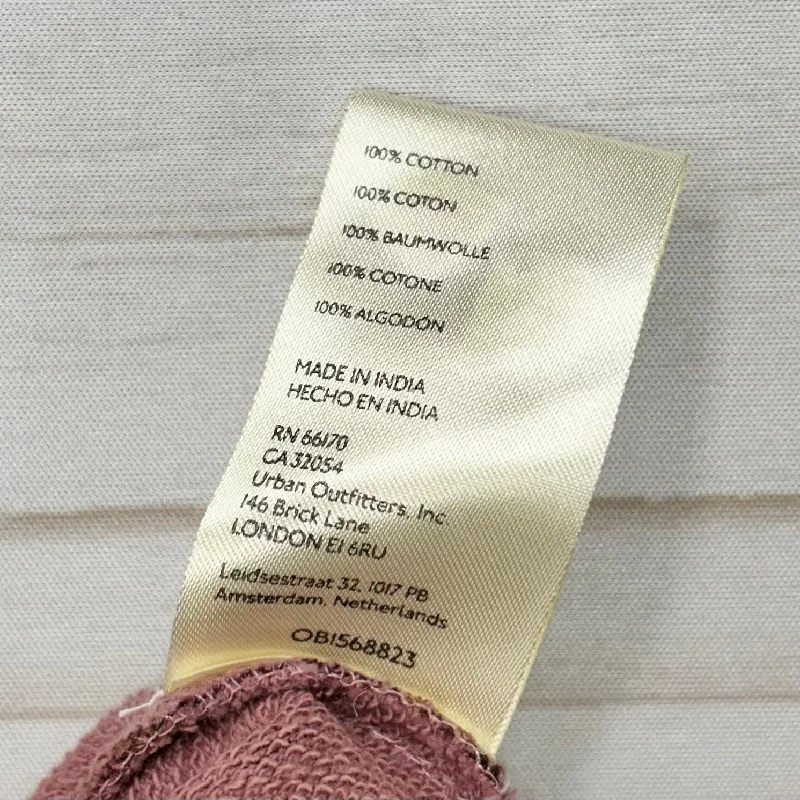 100% COTTON
100% COTON
100% BAUMWOLLE
100% COTONE
100% ALGODÓN
MADE IN INDIA
HECHO EN INDIA
RN 66170
CA 32054
Urban Outfitters, Inc.
146 Brick Lane
LONDON E1 6RU
Leidsestraat 32, 1017 PB
Amsterdam, Netherlands
OB1568823